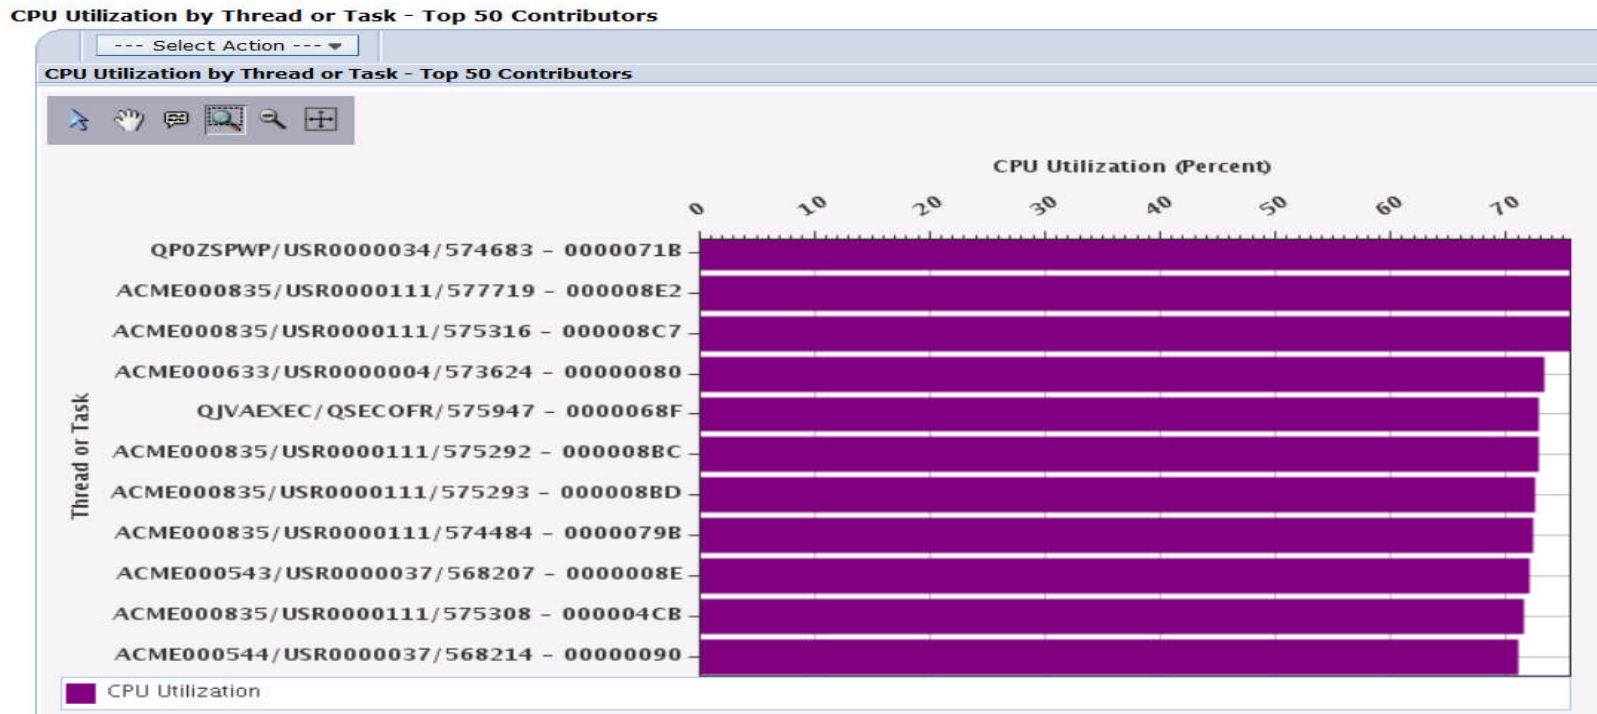 CPU Utilization by Thread or Task - Top 50 Contributors
--- Select Action ---
CPU Utilization by Thread or Task - Top 50 Contributors
CPU Utilization (Percent)
0 10 20 30 40 50 60 70
Thread or Task
QP0ZSPWP/USR0000034/574683 - 0000071B
ACME000835/USR0000111/577719 - 000008E2
ACME000835/USR0000111/575316 - 000008C7
ACME000633/USR0000004/573624 - 00000080
QJVAEXEC/QSECOFR/575947 - 0000068F
ACME000835/USR0000111/575292 - 000008BC
ACME000835/USR0000111/575293 - 000008BD
ACME000835/USR0000111/574484 - 0000079B
ACME000543/USR0000037/568207 - 0000008E
ACME000835/USR0000111/575308 - 000004CB
ACME000544/USR0000037/568214 - 00000090
CPU Utilization